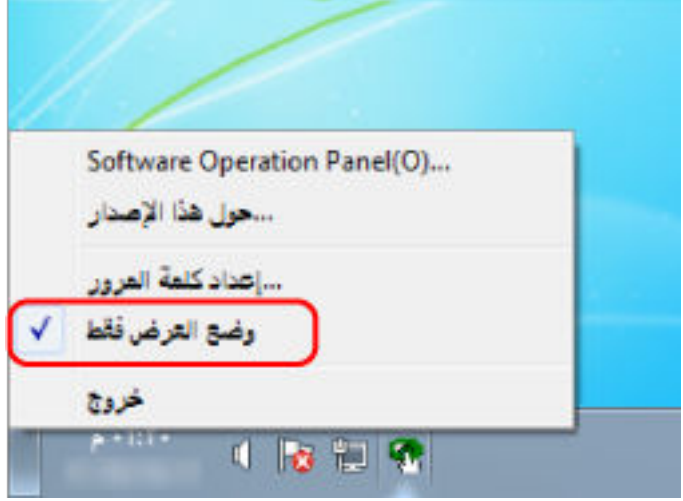 Software Operation Panel(O)...
حول هذا الإصدار...
إعداد كلمة المرور...
وضع العرض فقط
خروج